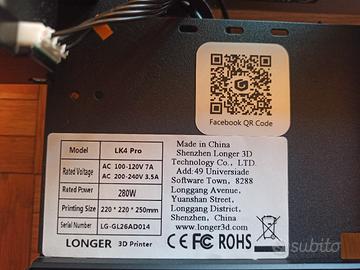 Facebook QR Code
Model LK4 Pro
Rated Voltage AC 100-120V 7A
AC 200-240V 3.5A
Rated Power 280W
Printing Size 220 * 220 * 250mm
Serial Number LG-GL26AD014
LONGER 3D Printer
Made in China
Shenzhen Longer 3D
Technology Co., LTD.
Add:49 Universiade
Software Town, 8288
Longgang Avenue,
Yuanshan Street,
Longgang District,
Shenzhen, China
www.longer3d.com
CE FC ROHS
subito